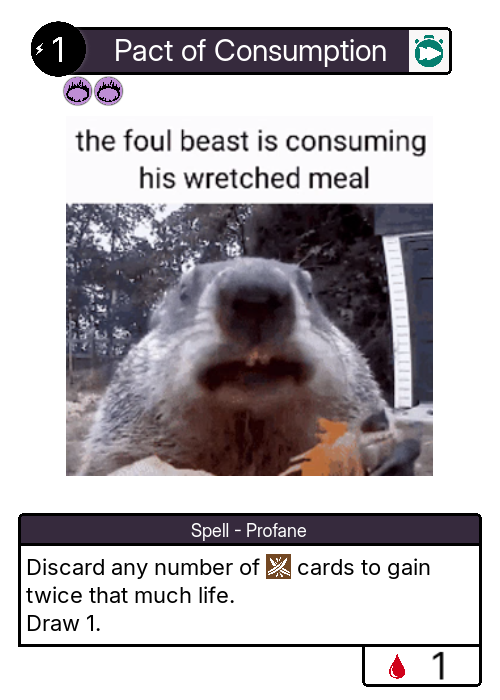 1 Pact of Consumption
the foul beast is consuming
his wretched meal
Spell - Profane
Discard any number of cards to gain
twice that much life.
Draw 1.
1